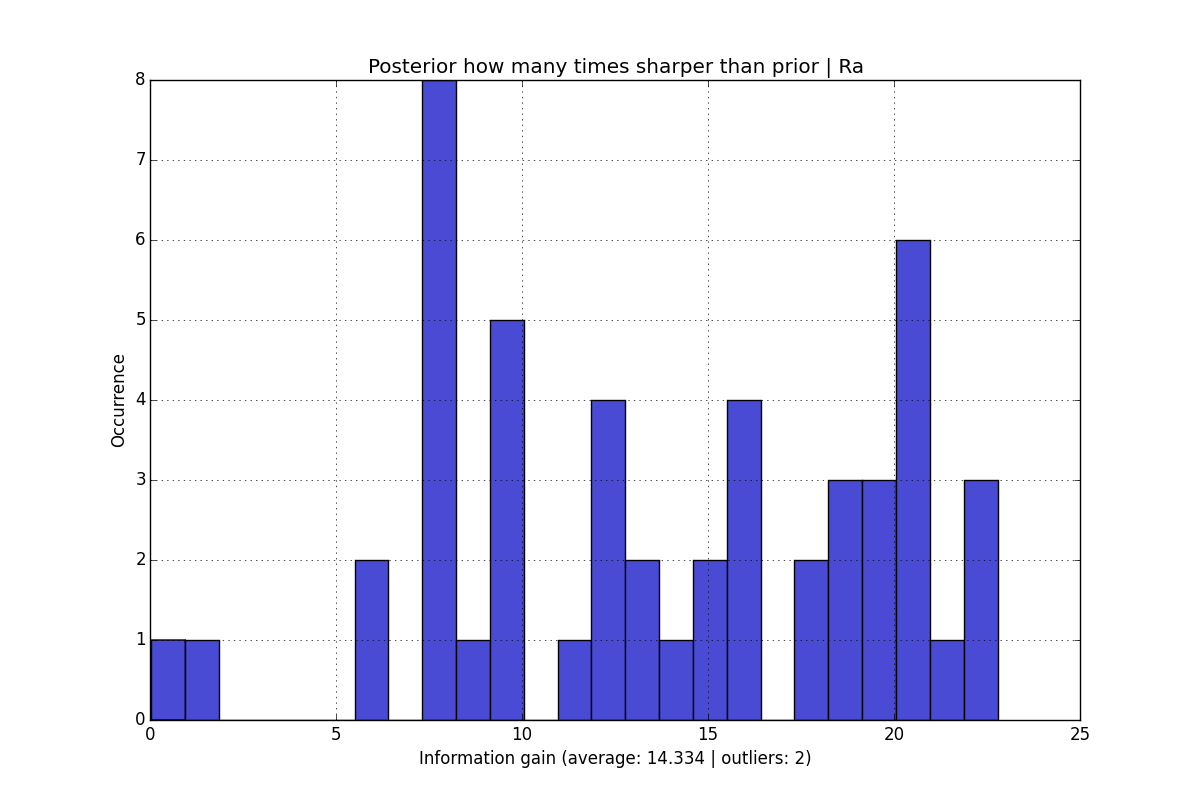 Posterior how many times sharper than prior | Ra
8
7
6
5
4
3
2
1
0
Occurrence
0 5 10 15 20 25
Information gain (average: 14.334 | outliers: 2)